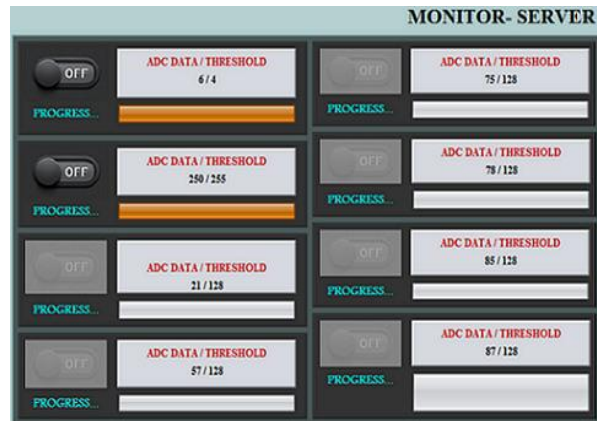 MONITOR- SERVER
OFF
ADC DATA / THRESHOLD
6 / 4
PROGRESS...
OFF
ADC DATA / THRESHOLD
250 / 255
PROGRESS...
OFF
ADC DATA / THRESHOLD
21 / 128
PROGRESS...
OFF
ADC DATA / THRESHOLD
57 / 128
PROGRESS...
OFF
ADC DATA / THRESHOLD
75 / 128
PROGRESS...
OFF
ADC DATA / THRESHOLD
78 / 128
PROGRESS...
OFF
ADC DATA / THRESHOLD
85 / 128
PROGRESS...
OFF
ADC DATA / THRESHOLD
87 / 128
PROGRESS...